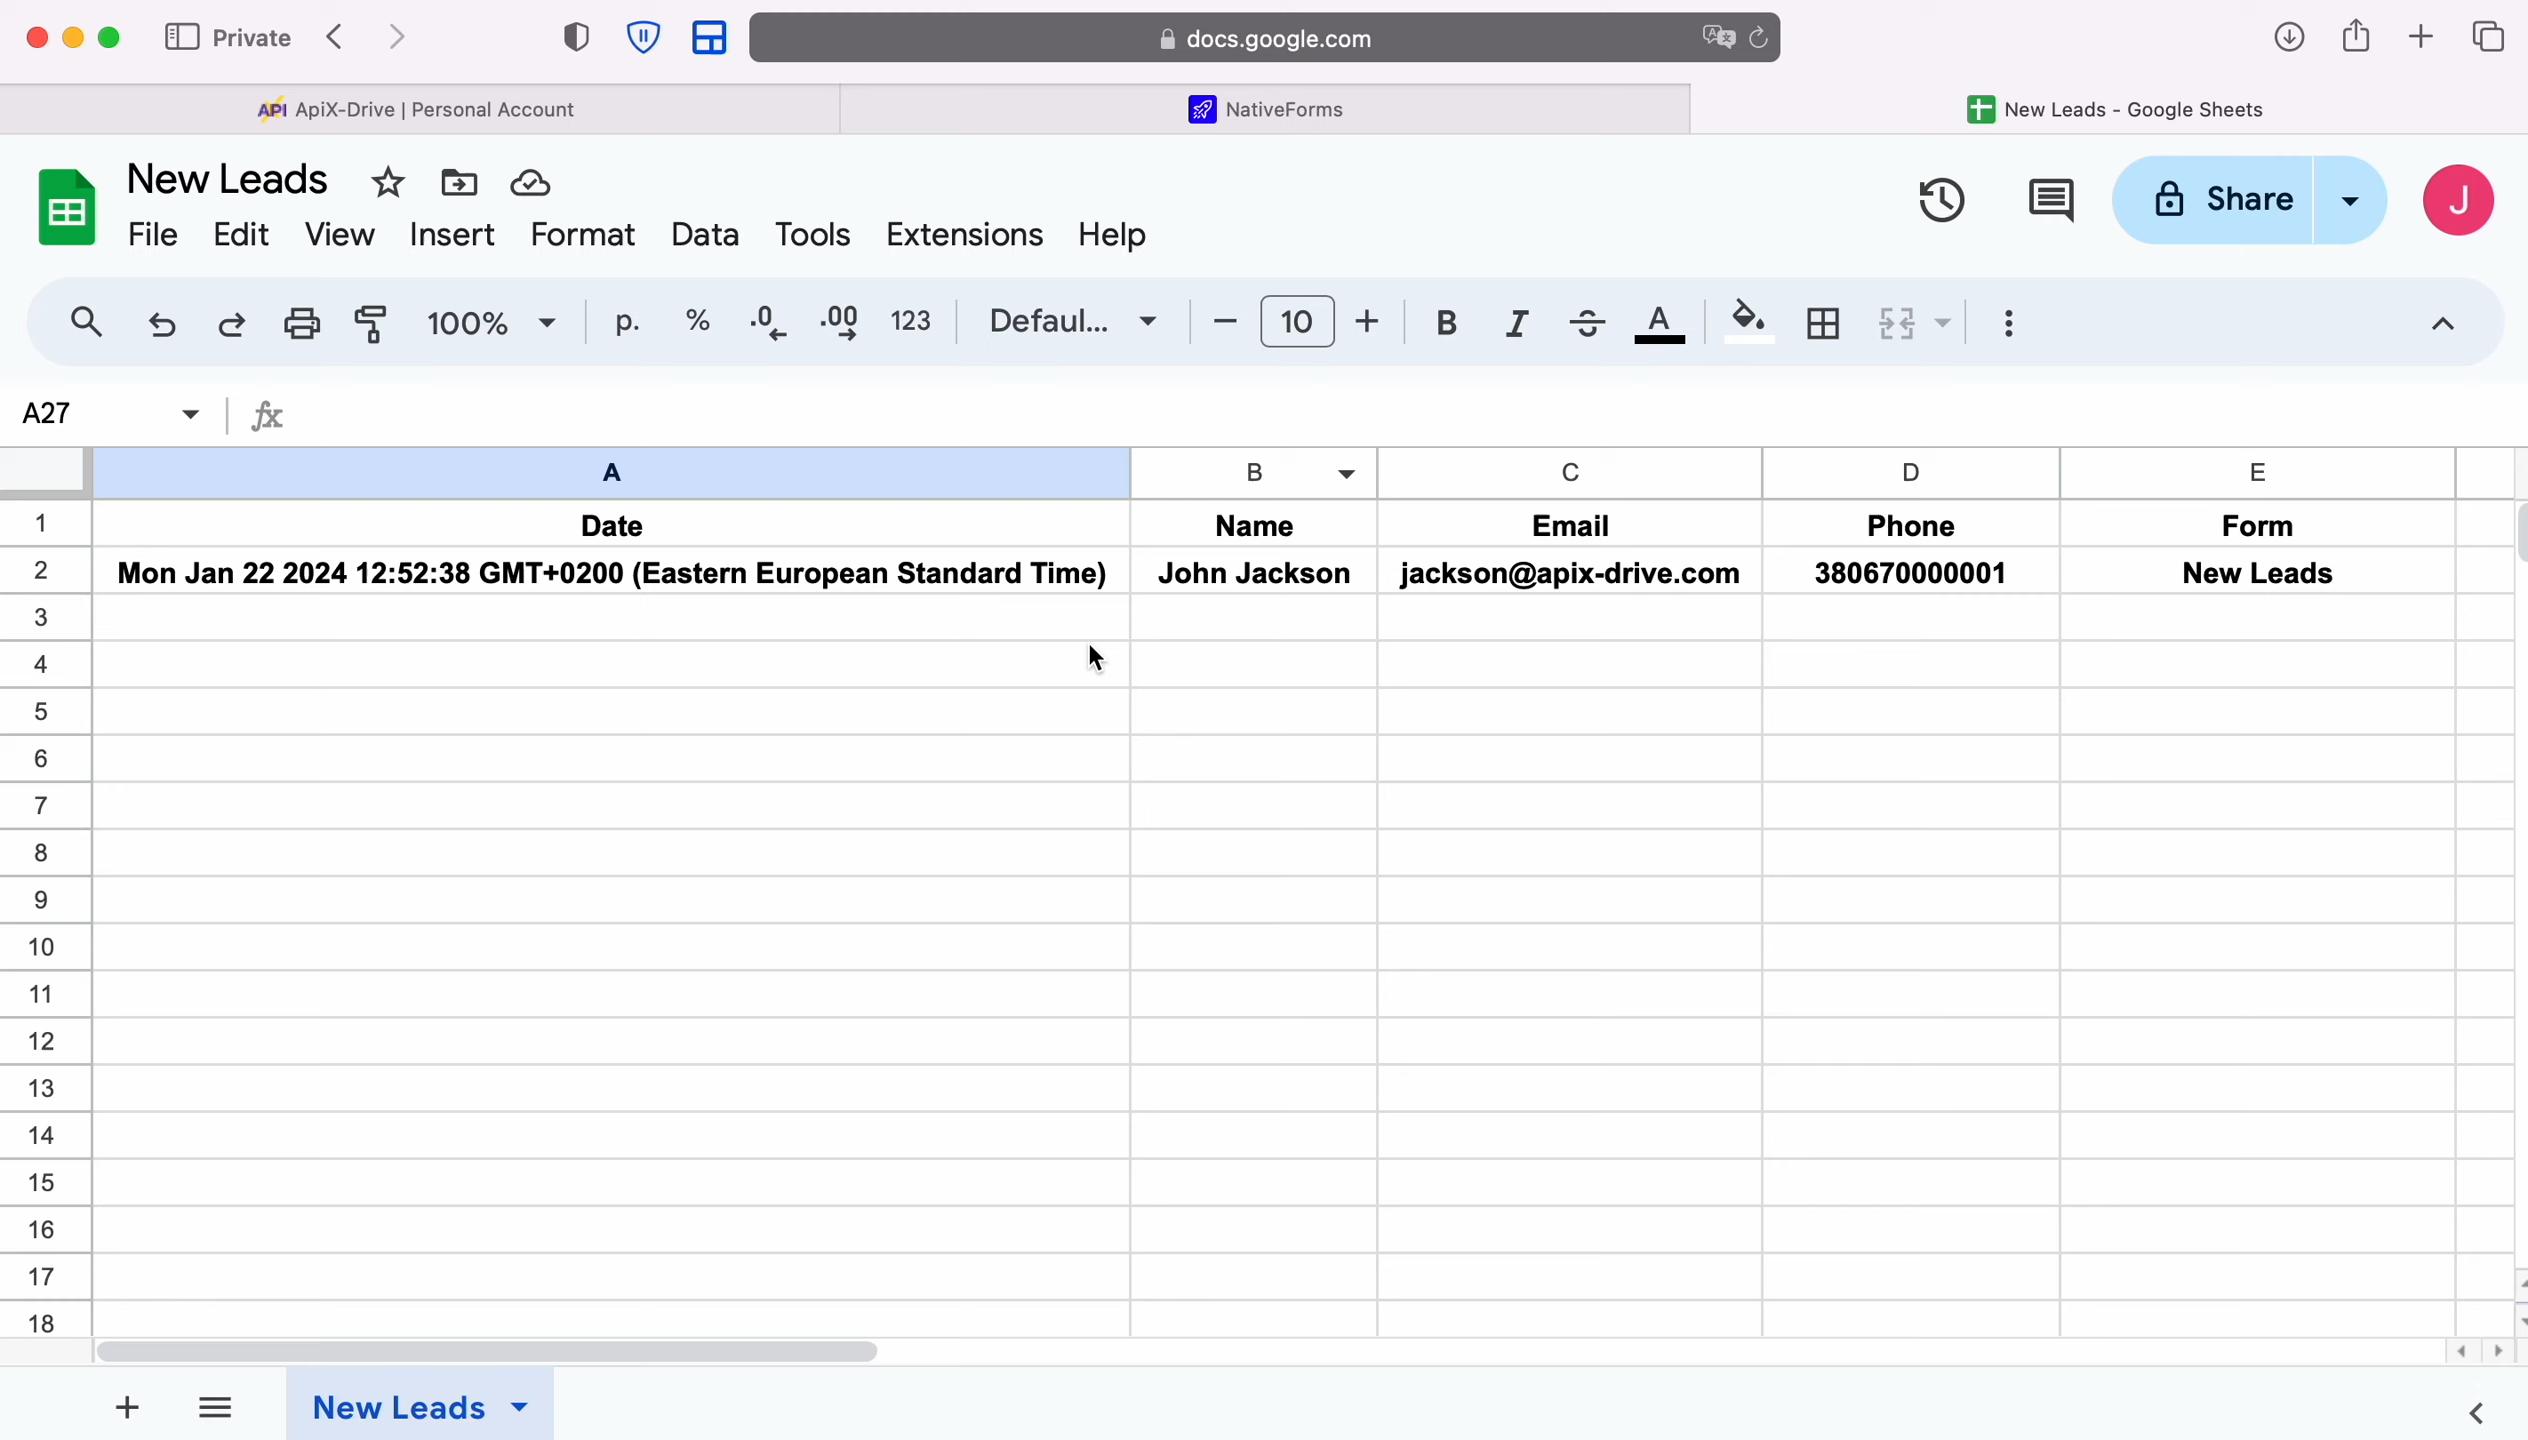 Private
docs.google.com
API ApiX-Drive | Personal Account
NativeForms
New Leads - Google Sheets
New Leads
Share
J
File Edit View Insert Format Data Tools Extensions Help
100% р. % .0 .00 123 Defaul... 10 B I A
A27 fx
A B C D E
1 Date Name Email Phone Form
2 Mon Jan 22 2024 12:52:38 GMT+0200 (Eastern European Standard Time) John Jackson jackson@apix-drive.com 380670000001 New Leads
3
4
5
6
7
8
9
10
11
12
13
14
15
16
17
18
New Leads